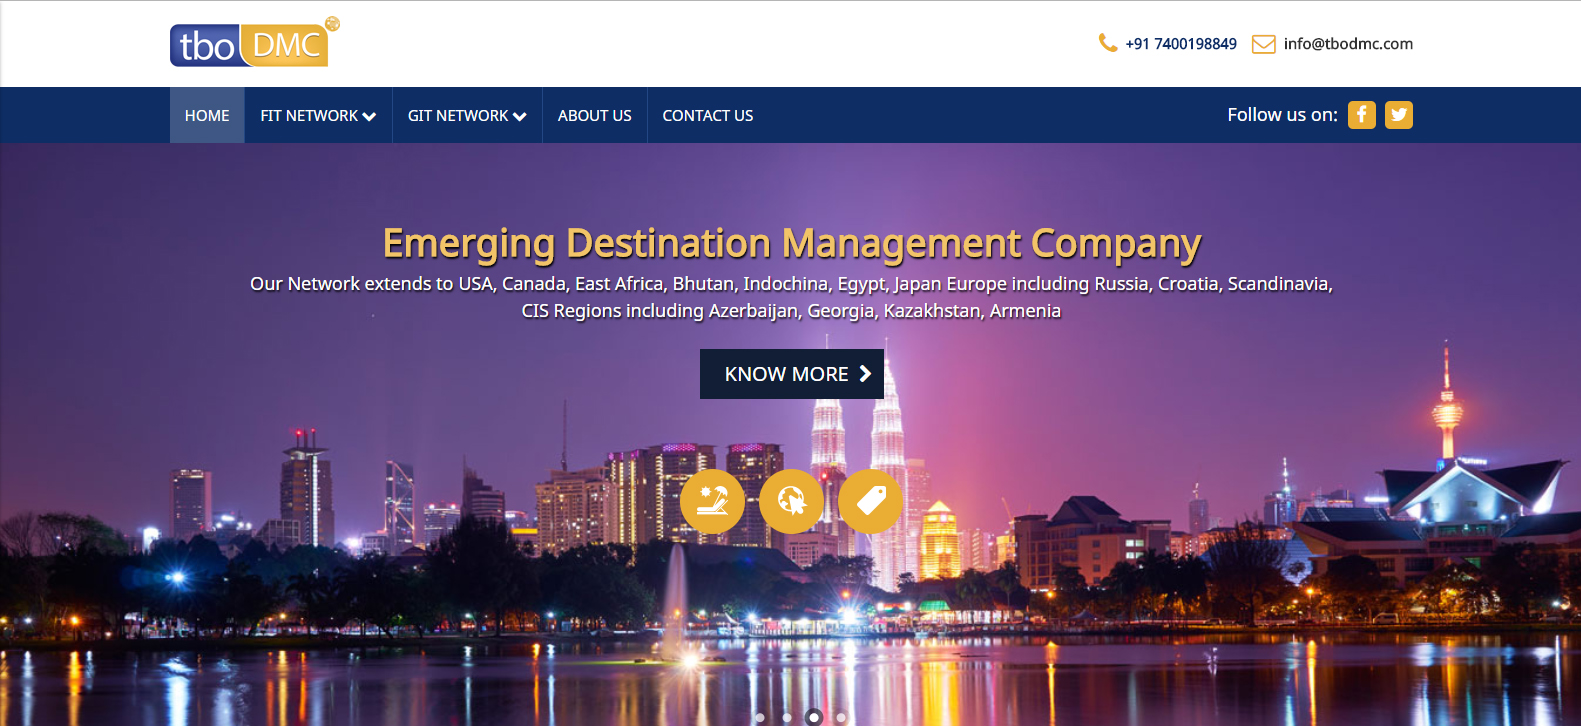 tbo DMC
+91 7400198849 info@tbodmc.com
HOME FIT NETWORK GIT NETWORK ABOUT US CONTACT US Follow us on:
Emerging Destination Management Company
Our Network extends to USA, Canada, East Africa, Bhutan, Indochina, Egypt, Japan Europe including Russia, Croatia, Scandinavia,
CIS Regions including Azerbaijan, Georgia, Kazakhstan, Armenia
KNOW MORE